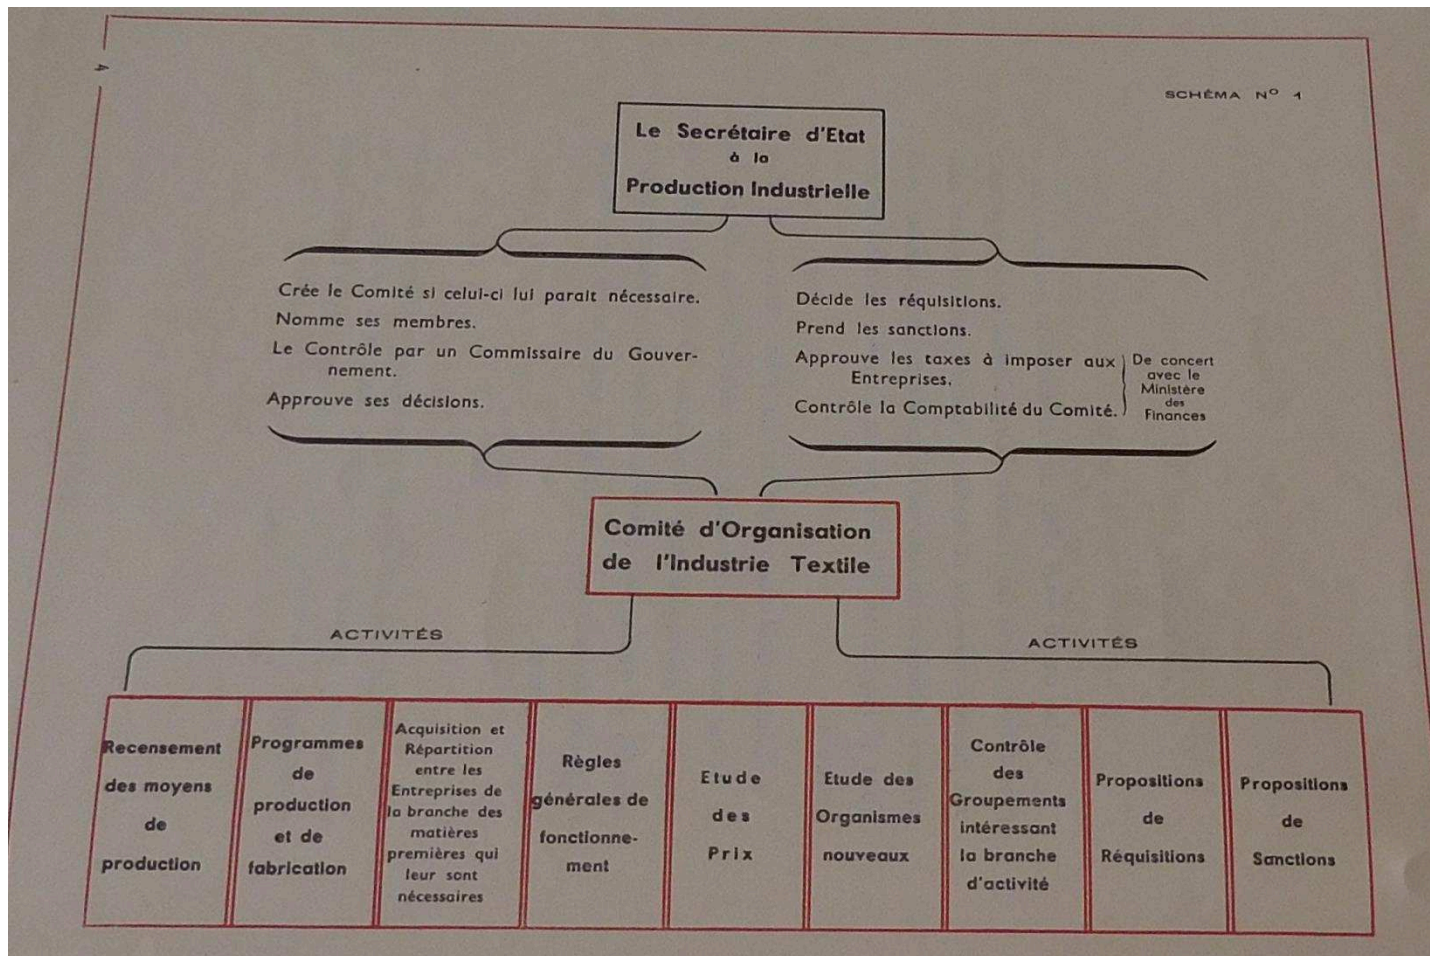 4
SCHÉMA Nº 1
Le Secrétaire d'Etat
à la
Production Industrielle
Crée le Comité si celui-ci lui parait nécessaire.
Nomme ses membres.
Le Contrôle par un Commissaire du Gouver-
nement.
Approuve ses décisions.
Décide les réquisitions.
Prend les sanctions.
Approuve les taxes à imposer aux
Entreprises.
Contrôle la Comptabilité du Comité.
De concert
avec le
Ministère
des
Finances
Comité d'Organisation
de l'Industrie Textile
ACTIVITÉS
ACTIVITÉS
Recensement
des moyens
de
production
Programmes
de
production
et de
fabrication
Acquisition et
Répartition
entre les
Entreprises de
la branche des
matières
premières qui
leur sont
nécessaires
Règles
générales de
fonctionne-
ment
Etude
des
Prix
Etude des
Organismes
nouveaux
Contrôle
des
Groupements
intéressant
la branche
d'activité
Propositions
de
Réquisitions
Propositions
de
Sanctions